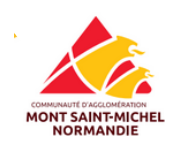 COMMUNAUTÉ D'AGGLOMÉRATION
MONT SAINT-MICHEL
NORMANDIE